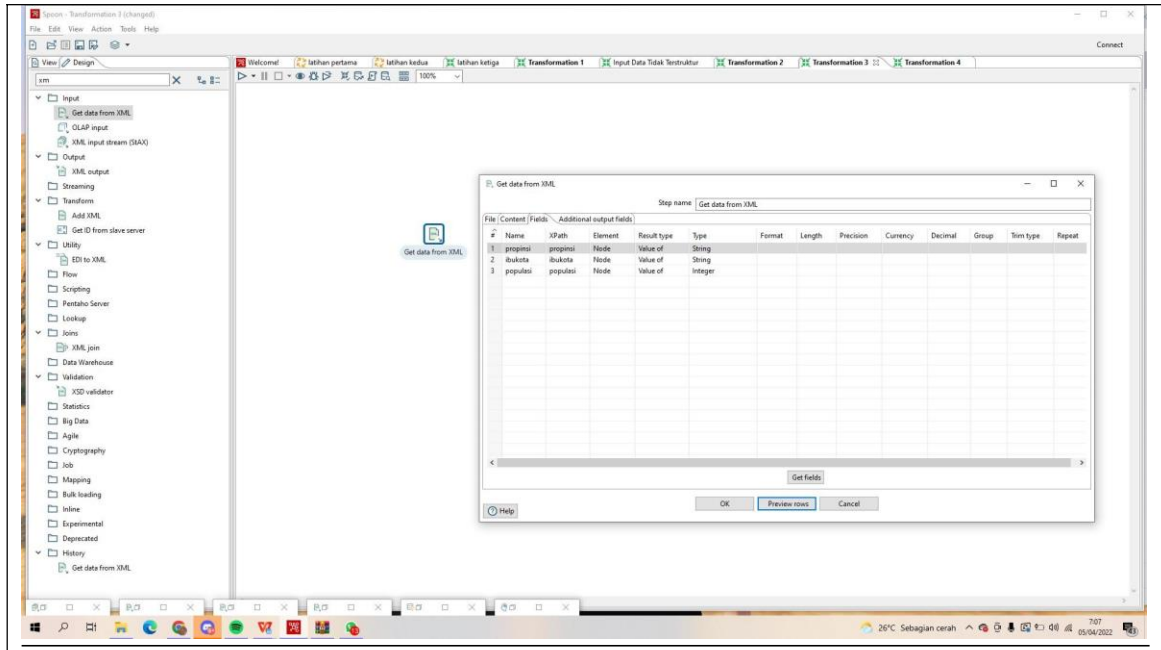 Spoon - Transformation 3 (changed)
File Edit View Action Tools Help
Connect
View Design
Welcome! latihan pertama latihan kedua latihan ketiga Transformation 1 Input Data Tidak Terstruktur Transformation 2 Transformation 3 Transformation 4
xm
100%
Input
Get data from XML
OLAP input
XML input stream (StAX)
Output
XML output
Streaming
Transform
Add XML
Get ID from slave server
Utility
EDI to XML
Flow
Scripting
Pentaho Server
Lookup
Joins
XML join
Data Warehouse
Validation
XSD validator
Statistics
Big Data
Agile
Cryptography
Job
Mapping
Bulk loading
Inline
Experimental
Deprecated
History
Get data from XML
Get data from XML
Get data from XML
Step name Get data from XML
File Content Fields Additional output fields
# Name XPath Element Result type Type Format Length Precision Currency Decimal Group Trim type Repeat
1 propinsi propinsi Node Value of String
2 ibukota ibukota Node Value of String
3 populasi populasi Node Value of Integer
Get fields
Help
OK Preview rows Cancel
26°C Sebagian cerah
7:07
05/04/2022